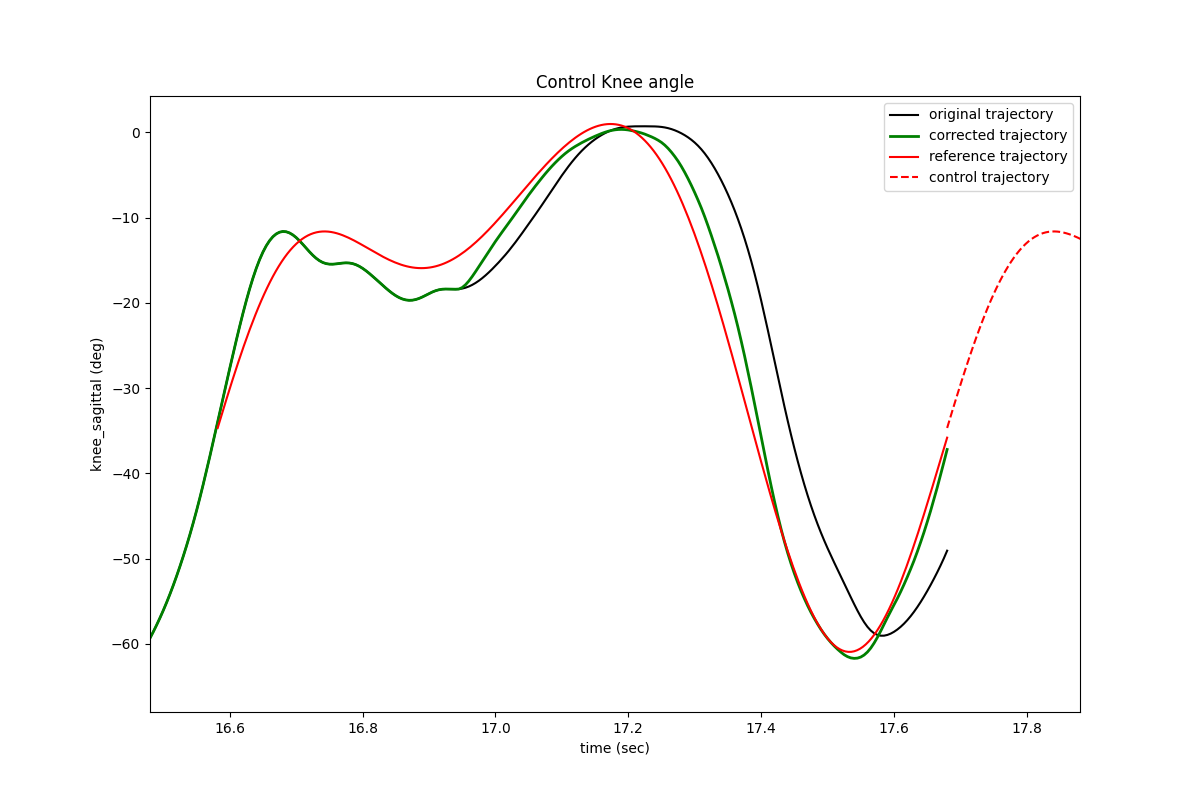 Control Knee angle
original trajectory
corrected trajectory
reference trajectory
control trajectory
knee_sagittal (deg)
0
−10
−20
−30
−40
−50
−60
16.6 16.8 17.0 17.2 17.4 17.6 17.8
time (sec)